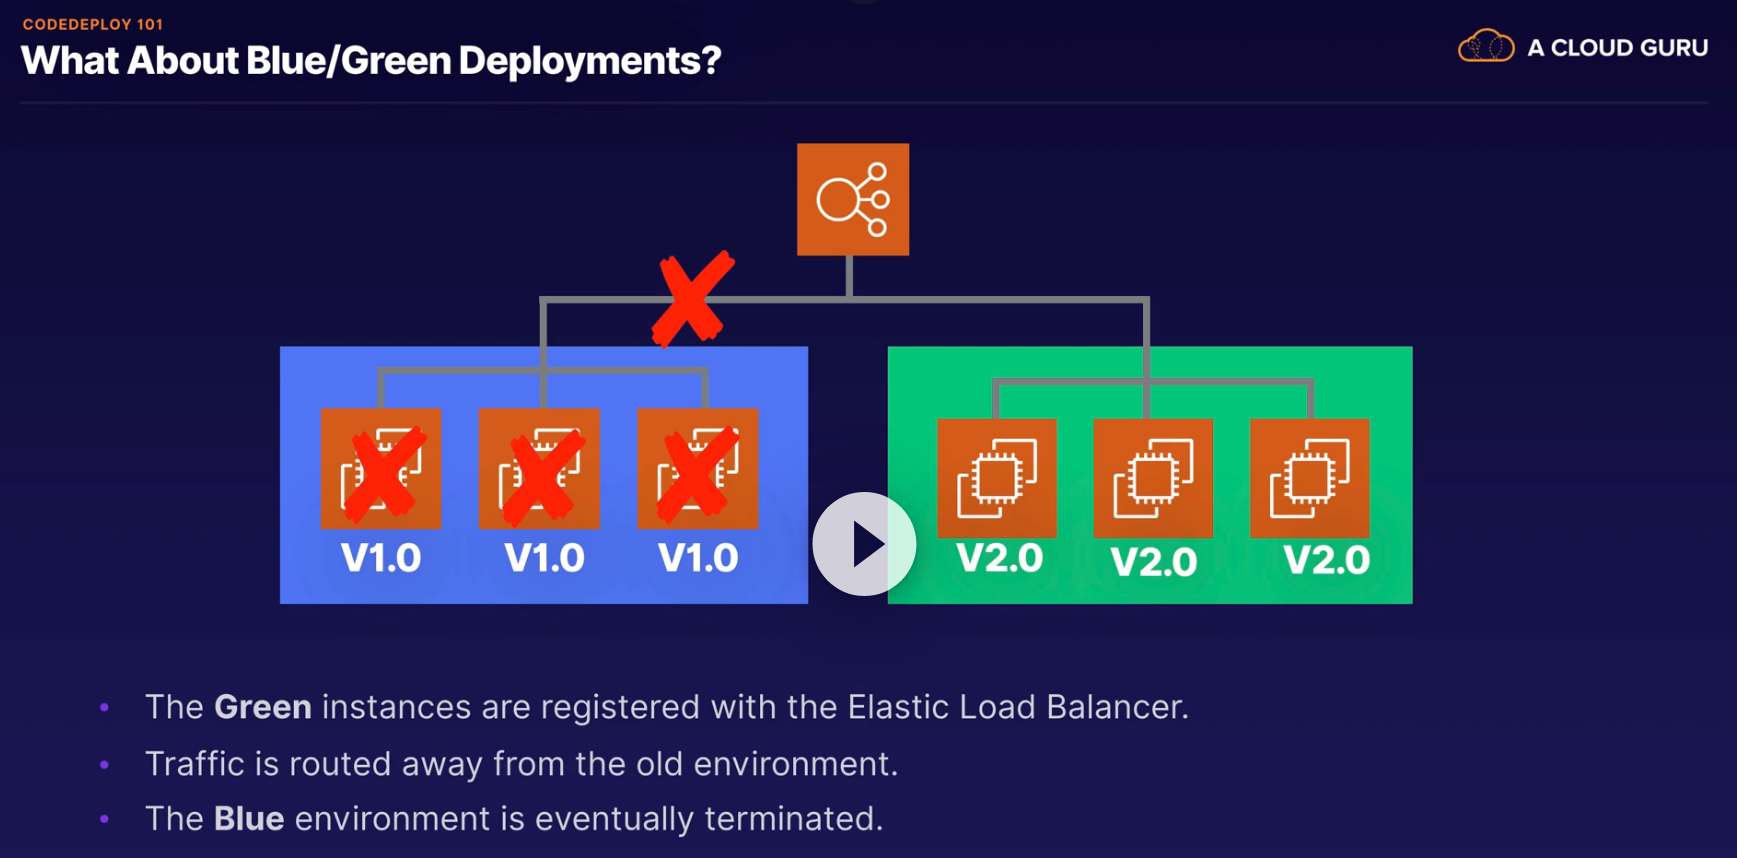 CODEDEPLOY 101
What About Blue/Green Deployments?
A CLOUD GURU
V1.0
V1.0
V1.0
V2.0
V2.0
V2.0
• The Green instances are registered with the Elastic Load Balancer.
• Traffic is routed away from the old environment.
• The Blue environment is eventually terminated.